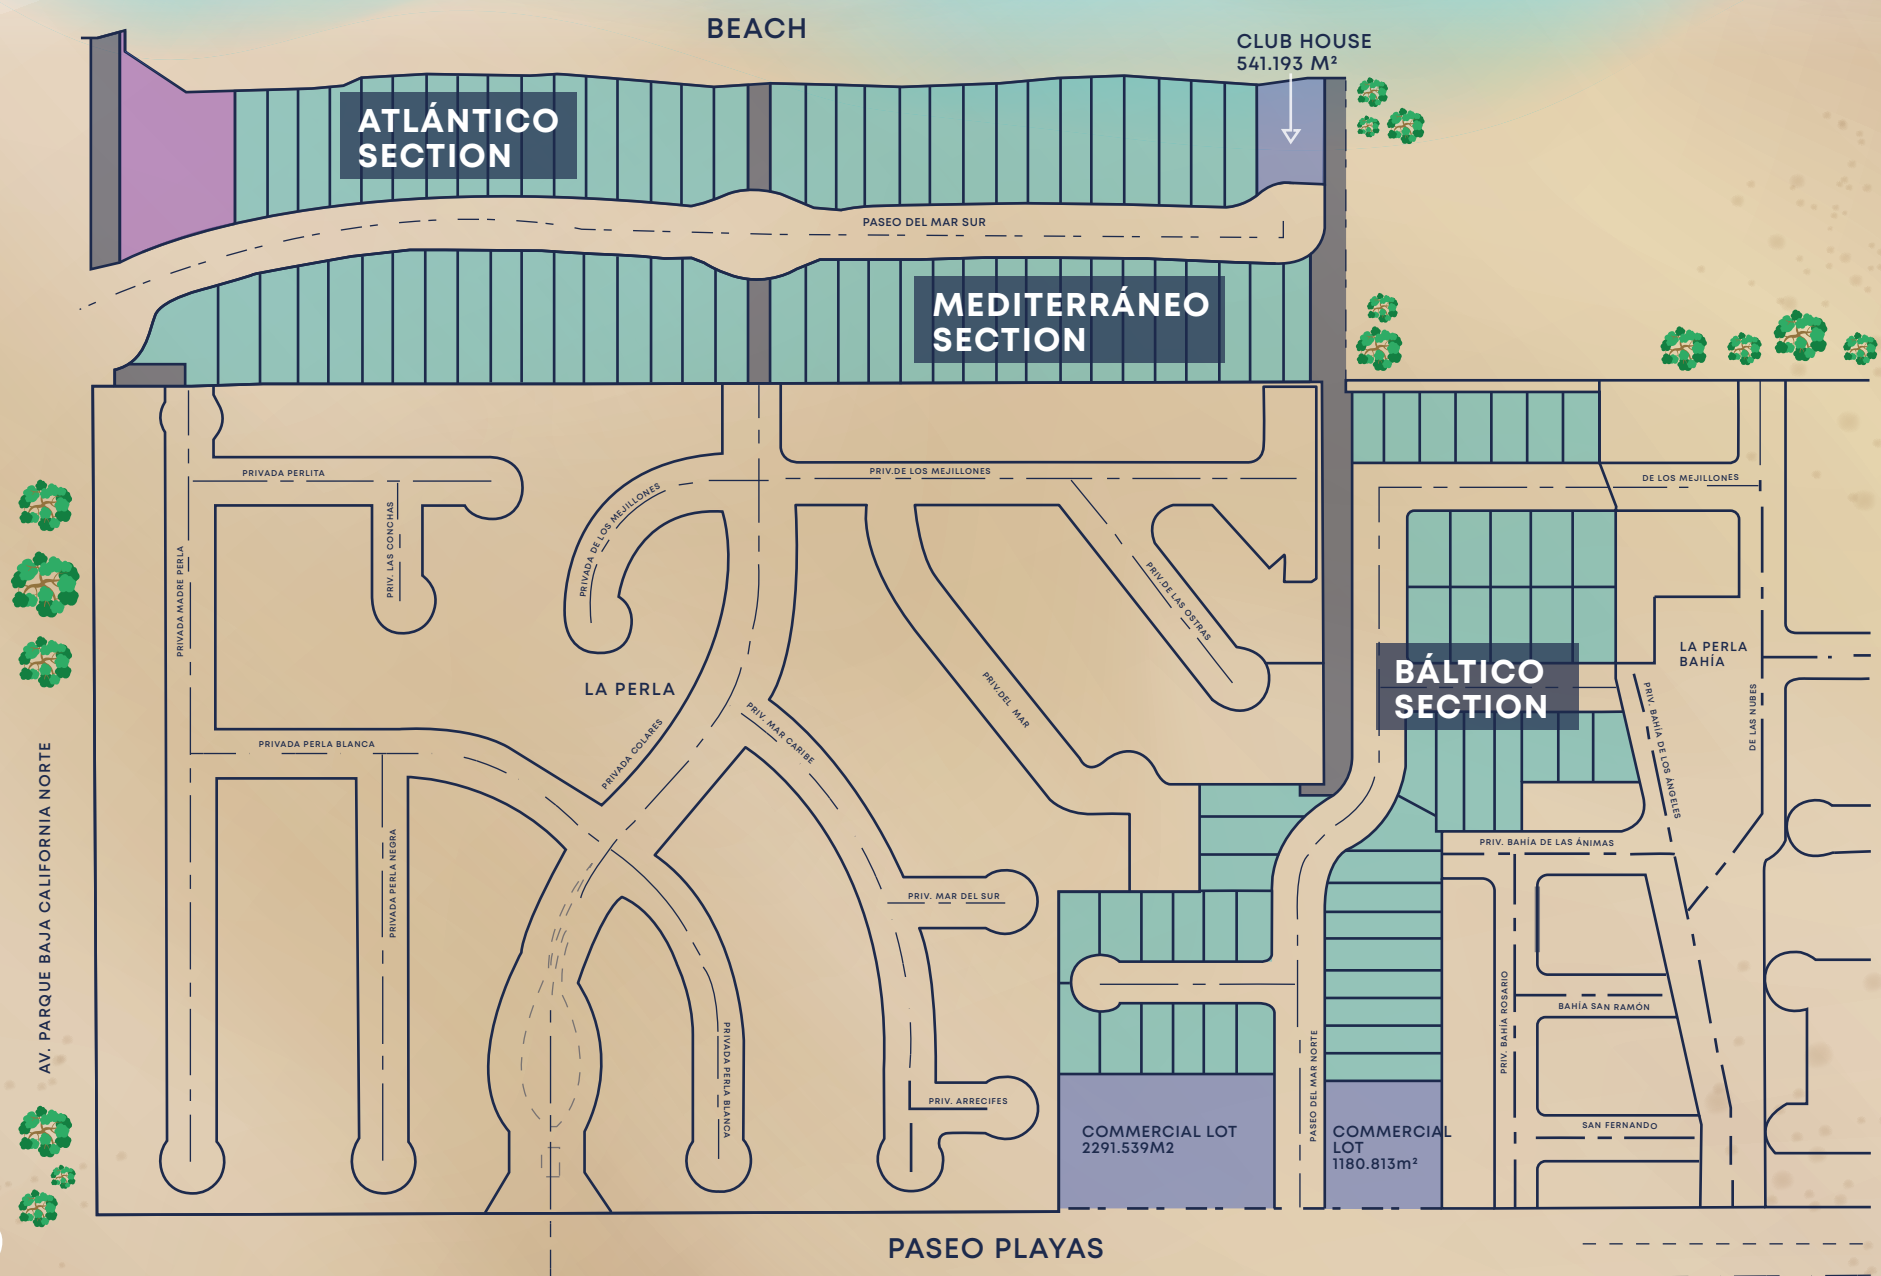 BEACH
CLUB HOUSE
541.193 M²
ATLÁNTICO
SECTION
PASEO DEL MAR SUR
MEDITERRÁNEO
SECTION
PRIVADA PERLITA
PRIV. LAS CONCHAS
PRIVADA MADRE PERLA
PRIVADA DE LOS MEJILLONES
PRIV.DE LOS MEJILLONES
DE LOS MEJILLONES
PRIV.DE LAS OSTRAS
LA PERLA
BAHÍA
BÁLTICO
SECTION
LA PERLA
PRIV.DEL MAR
PRIV. MAR CARIBE
PRIVADA COLARES
PRIVADA PERLA BLANCA
PRIV. BAHÍA DE LOS ÁNGELES
DE LAS NUBES
AV. PARQUE BAJA CALIFORNIA NORTE
PRIVADA PERLA NEGRA
PRIV. BAHÍA DE LAS ÁNIMAS
PRIV. MAR DEL SUR
PRIV. BAHÍA ROSARIO
BAHÍA SAN RAMÓN
PRIVADA PERLA BLANCA
PASEO DEL MAR NORTE
PRIV. ARRECIFES
COMMERCIAL LOT
2291.539M2
COMMERCIAL
LOT
1180.813m²
SAN FERNANDO
PASEO PLAYAS